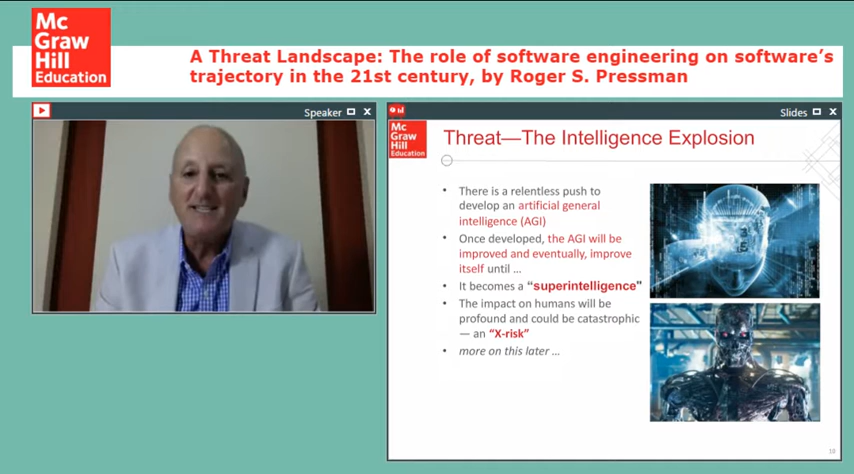 Mc
Graw
Hill
Education
A Threat Landscape: The role of software engineering on software's
trajectory in the 21st century, by Roger S. Pressman
Speaker
Slides
Mc
Graw
Hill
Education
Threat—The Intelligence Explosion
• There is a relentless push to
develop an artificial general
intelligence (AGI)
• Once developed, the AGI will be
improved and eventually, improve
itself until ...
• It becomes a "superintelligence"
• The impact on humans will be
profound and could be catastrophic
— an "X-risk"
• more on this later ...
18